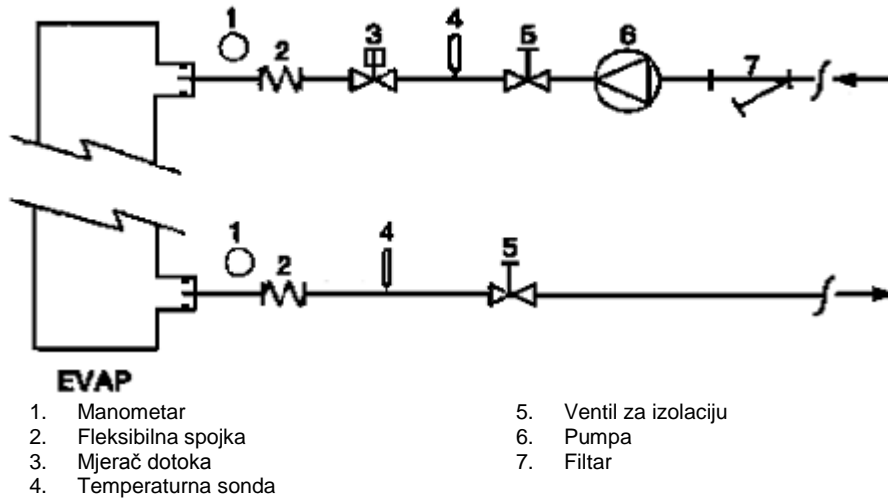 1 2 3 4 5 6 7
1 2 4 5
EVAP
1. Manometar
2. Fleksibilna spojka
3. Mjerač dotoka
4. Temperaturna sonda
5. Ventil za izolaciju
6. Pumpa
7. Filtar